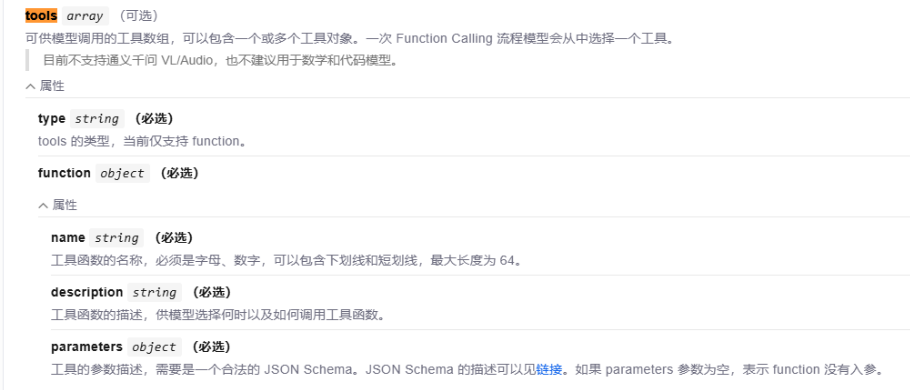 tools array （可选）
可供模型调用的工具数组，可以包含一个或多个工具对象。一次 Function Calling 流程模型会从中选择一个工具。
目前不支持通义千问 VL/Audio，也不建议用于数学和代码模型。
属性
type string （必选）
tools 的类型，当前仅支持 function。
function object （必选）
属性
name string （必选）
工具函数的名称，必须是字母、数字，可以包含下划线和短划线，最大长度为 64。
description string （必选）
工具函数的描述，供模型选择何时以及如何调用工具函数。
parameters object （必选）
工具的参数描述，需要是一个合法的 JSON Schema。JSON Schema 的描述可以见链接。如果 parameters 参数为空，表示 function 没有入参。